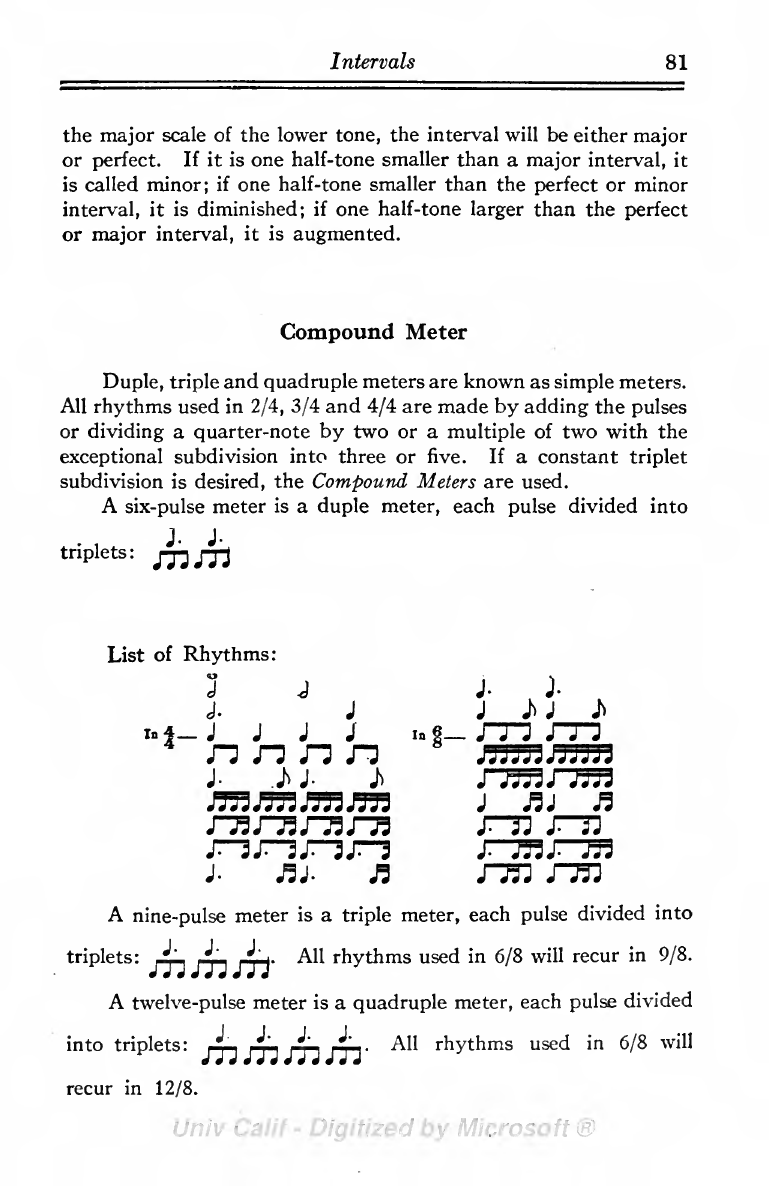 Intervals 81
the major scale of the lower tone, the interval will be either major
or perfect. If it is one half-tone smaller than a major interval, it
is called minor; if one half-tone smaller than the perfect or minor
interval, it is diminished; if one half-tone larger than the perfect
or major interval, it is augmented.
Compound Meter
Duple, triple and quadruple meters are known as simple meters.
All rhythms used in 2/4, 3/4 and 4/4 are made by adding the pulses
or dividing a quarter-note by two or a multiple of two with the
exceptional subdivision into three or five. If a constant triplet
subdivision is desired, the Compound Meters are used.
A six-pulse meter is a duple meter, each pulse divided into
triplets:
List of Rhythms:
In 4/4—
In 6/8—
A nine-pulse meter is a triple meter, each pulse divided into
triplets: . All rhythms used in 6/8 will recur in 9/8.
A twelve-pulse meter is a quadruple meter, each pulse divided
into triplets: . All rhythms used in 6/8 will
recur in 12/8.
Univ Calif - Digitized by Microsoft ®